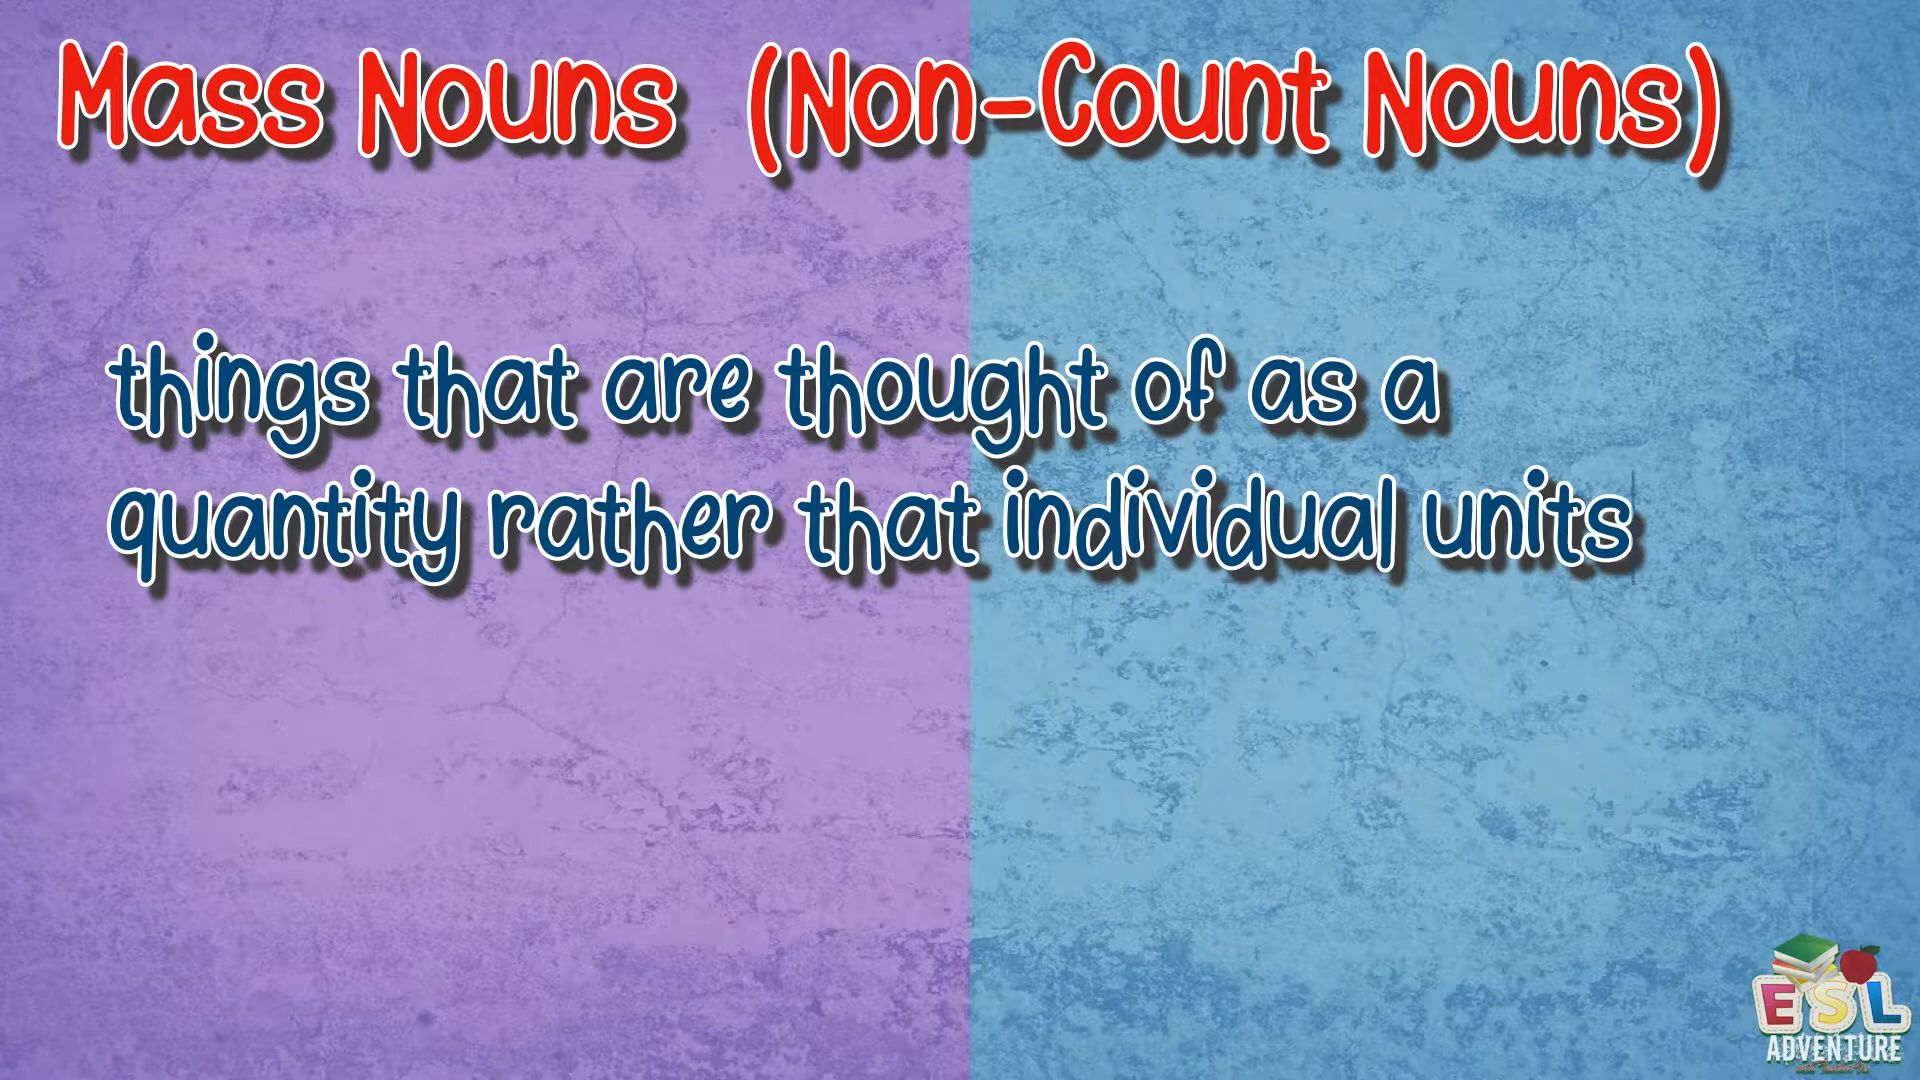 Mass Nouns (Non-Count Nouns)
things that are thought of as a
quantity rather that individual units
ESL
ADVENTURE